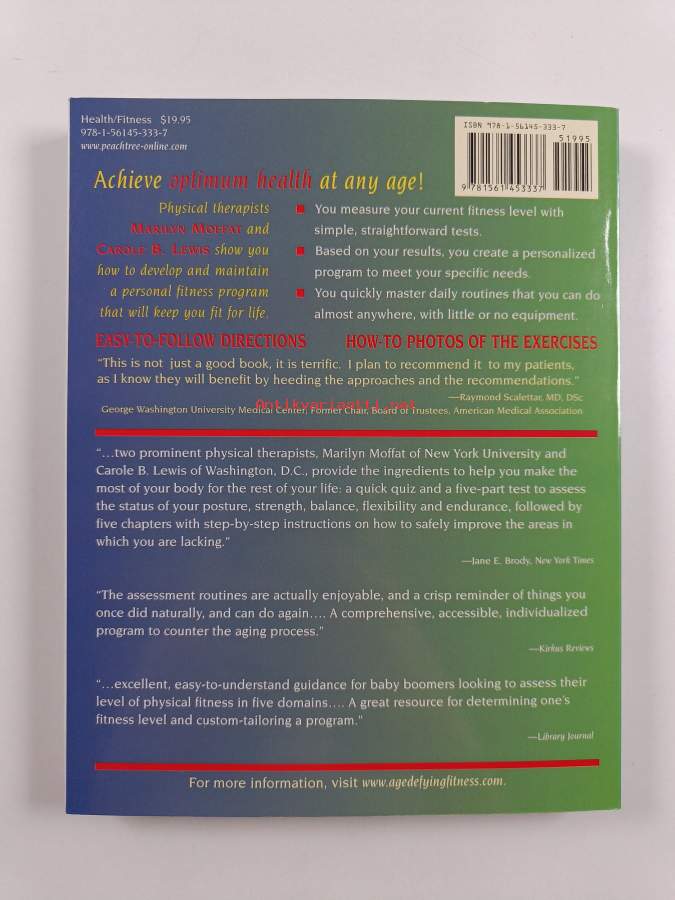 Health/Fitness $19.95
978-1-56145-333-7
www.peachtree-online.com
ISBN 978-1-56145-333-7
51995
9 781561 453337
Achieve optimum health at any age!
Physical therapists
MARILYN MOFFAT and
CAROLE B. LEWIS show you
how to develop and maintain
a personal fitness program
that will keep you fit for life.
You measure your current fitness level with
simple, straightforward tests.
Based on your results, you create a personalized
program to meet your specific needs.
You quickly master daily routines that you can do
almost anywhere, with little or no equipment.
EASY-TO-FOLLOW DIRECTIONS HOW-TO PHOTOS OF THE EXERCISES
“This is not just a good book, it is terrific. I plan to recommend it to my patients,
as I know they will benefit by heeding the approaches and the recommendations.”
—Raymond Scalettar, MD, DSc
Antikvariaatti.net
George Washington University Medical Center, Former Chair, Board of Trustees, American Medical Association
“…two prominent physical therapists, Marilyn Moffat of New York University and
Carole B. Lewis of Washington, D.C., provide the ingredients to help you make the
most of your body for the rest of your life: a quick quiz and a five-part test to assess
the status of your posture, strength, balance, flexibility and endurance, followed by
five chapters with step-by-step instructions on how to safely improve the areas in
which you are lacking.”
—Jane E. Brody, New York Times
“The assessment routines are actually enjoyable, and a crisp reminder of things you
once did naturally, and can do again…. A comprehensive, accessible, individualized
program to counter the aging process.”
—Kirkus Reviews
“…excellent, easy-to-understand guidance for baby boomers looking to assess their
level of physical fitness in five domains…. A great resource for determining one’s
fitness level and custom-tailoring a program.”
—Library Journal
For more information, visit www.agedefyingfitness.com.